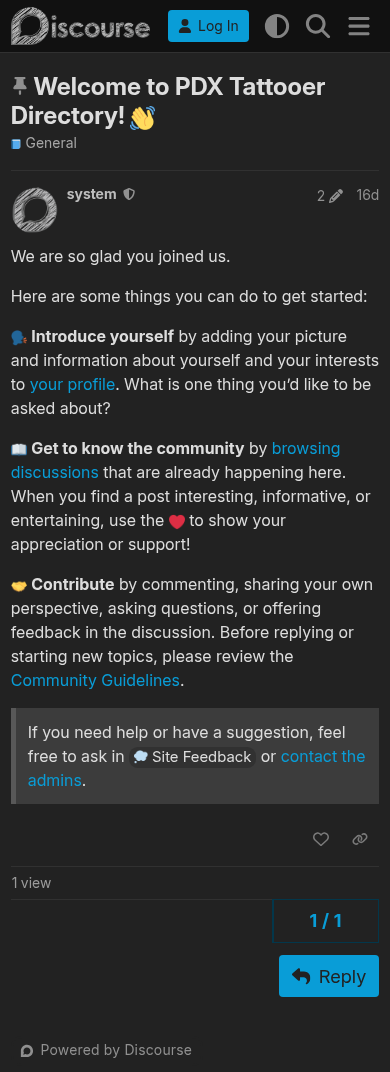 Discourse
Log In
Welcome to PDX Tattooer
Directory! 👋
General
system
2
16d
We are so glad you joined us.
Here are some things you can do to get started:
🗣 Introduce yourself by adding your picture
and information about yourself and your interests
to your profile. What is one thing you’d like to be
asked about?
📖 Get to know the community by browsing
discussions that are already happening here.
When you find a post interesting, informative, or
entertaining, use the ❤️ to show your
appreciation or support!
🤝 Contribute by commenting, sharing your own
perspective, asking questions, or offering
feedback in the discussion. Before replying or
starting new topics, please review the
Community Guidelines.
If you need help or have a suggestion, feel
free to ask in 💭 Site Feedback or contact the
admins.
1 view
1 / 1
Reply
Powered by Discourse